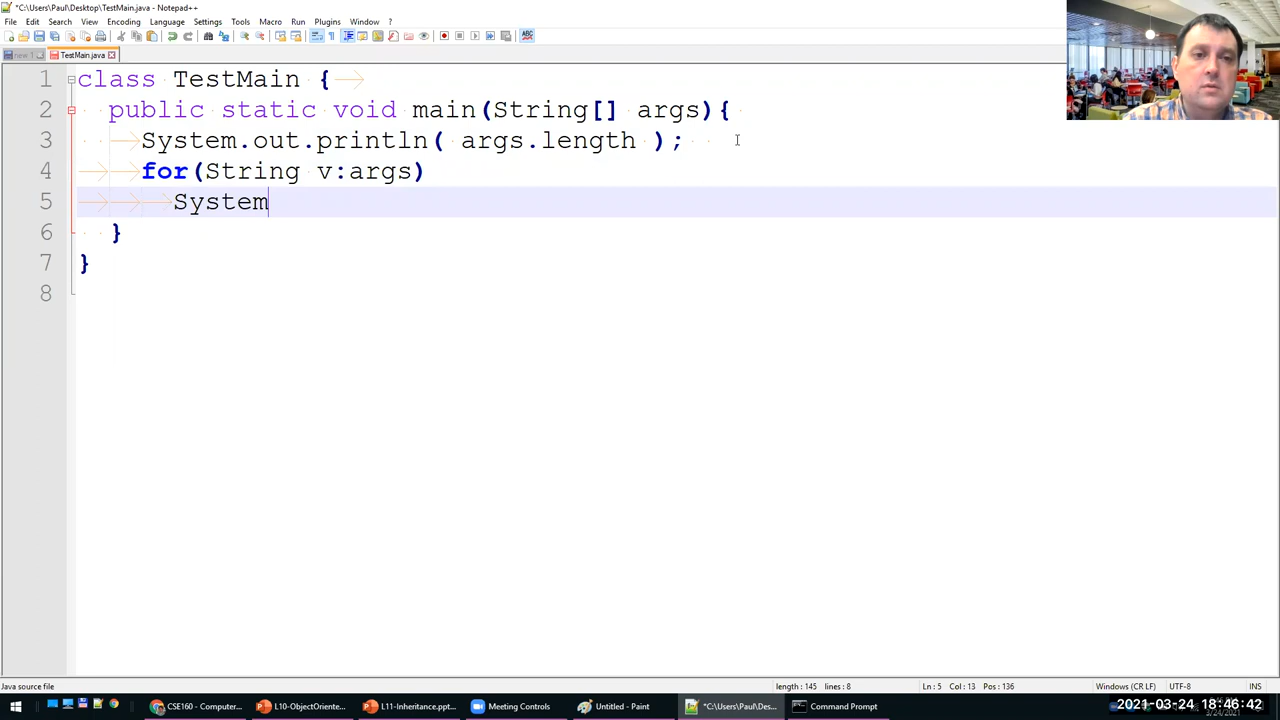 *C:\Users\Paul\Desktop\TestMain.java - Notepad++
File Edit Search View Encoding Language Settings Tools Macro Run Plugins Window ?
new 1 TestMain.java
1 class TestMain {
2 public static void main(String[] args){
3 System.out.println( args.length );
4 for(String v:args)
5 System
6 }
7 }
8
Java source file length : 145 lines : 8 Ln : 5 Col : 13 Pos : 136 Windows (CR LF) UTF-8 INS
CSE160 - Computer... L10-ObjectOriente... L11-Inheritance.ppt... Meeting Controls Untitled - Paint *C:\Users\Paul\Des... Command Prompt 2021-03-24 18:46:42